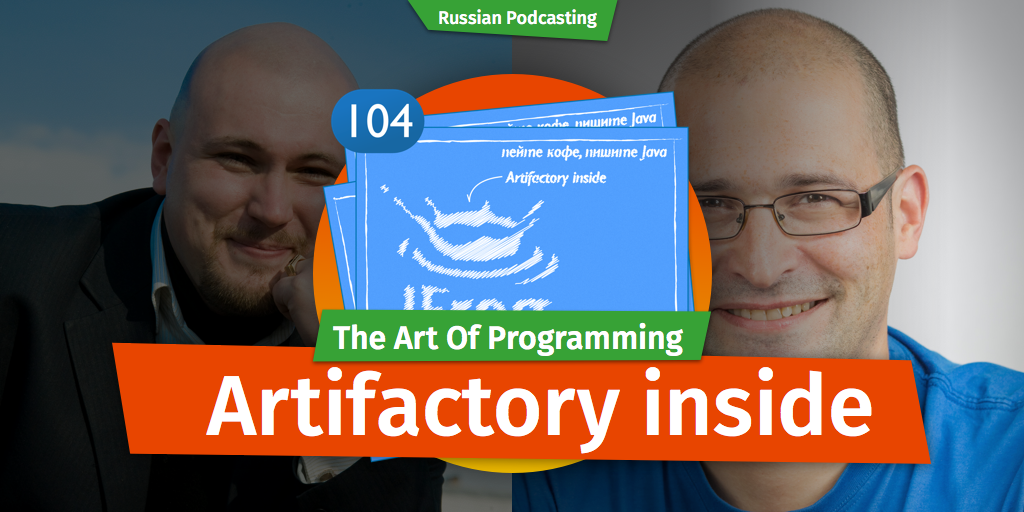 Russian Podcasting
104
пейте кофе, пишите Java
пейте кофе, пишите Java
Artifactory inside
JFrog
The Art Of Programming
Artifactory inside